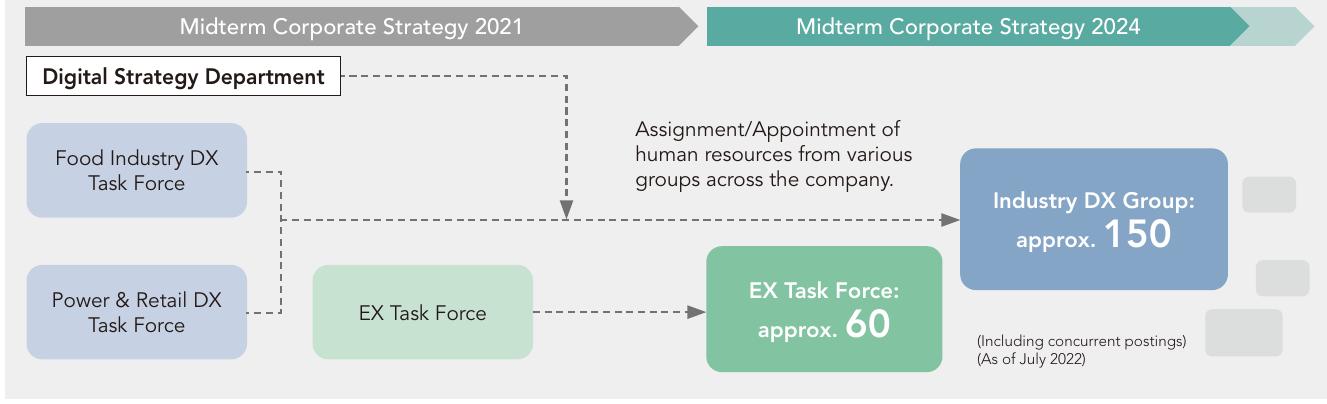 Midterm Corporate Strategy 2021
Midterm Corporate Strategy 2024
Digital Strategy Department
Food Industry DX
Task Force
Assignment/Appointment of
human resources from various
groups across the company.
Industry DX Group:
approx. 150
Power & Retail DX
Task Force
EX Task Force
EX Task Force:
approx. 60
(Including concurrent postings)
(As of July 2022)